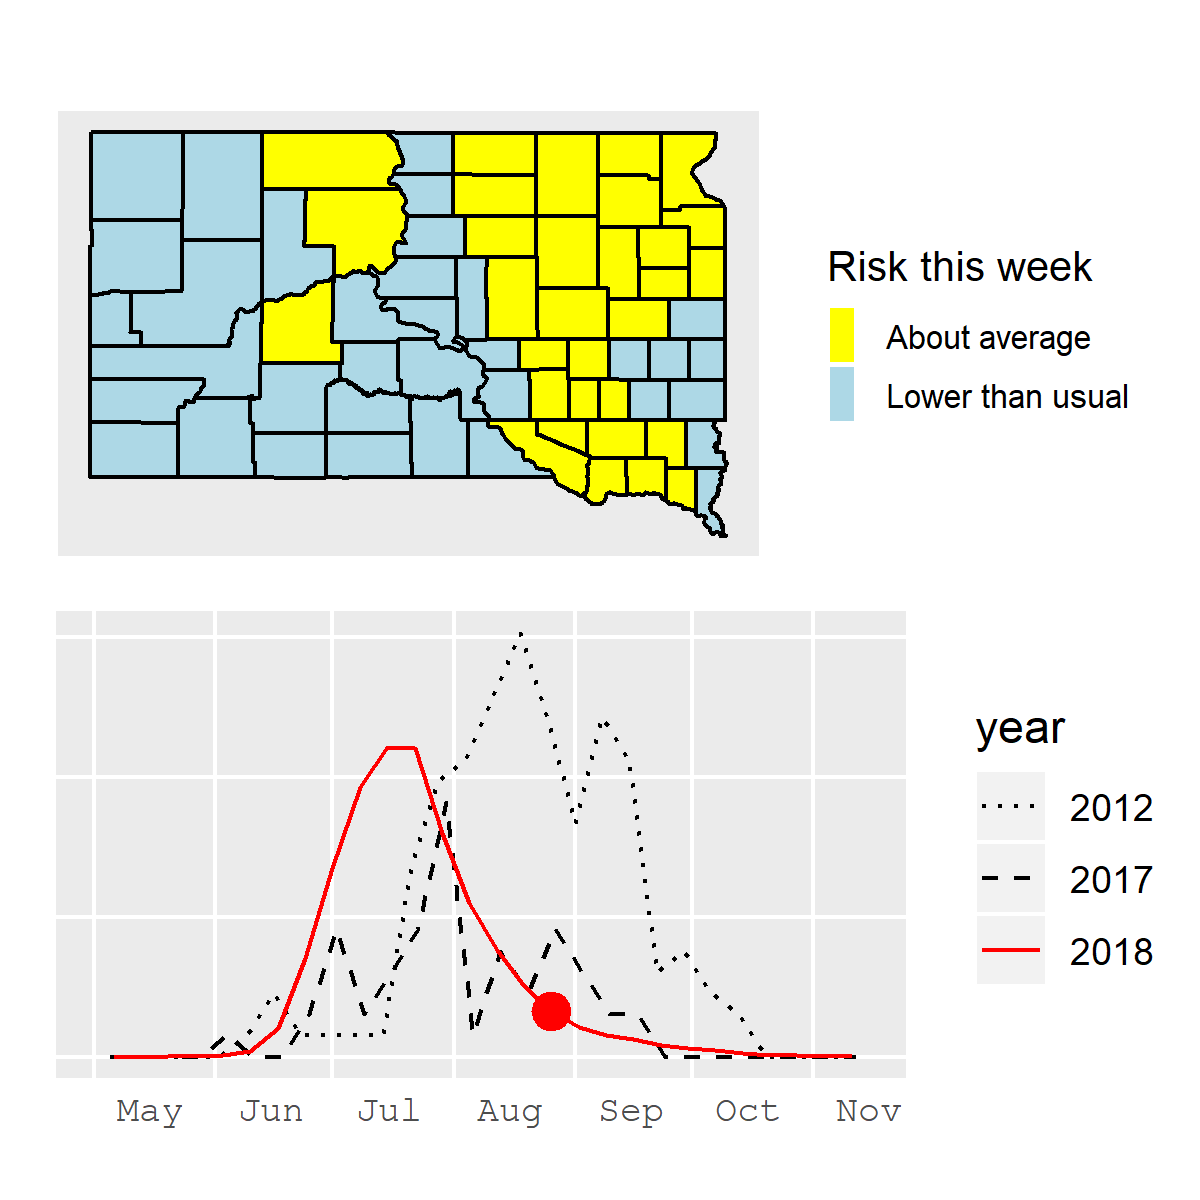 Risk this week
About average
Lower than usual
year
2012
2017
2018
May Jun Jul Aug Sep Oct Nov